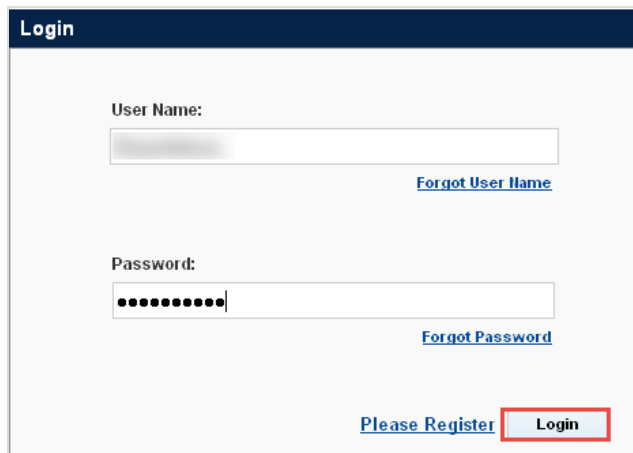 Login
User Name:
Forgot User Name
Password:
••••••••••
Forgot Password
Please Register Login